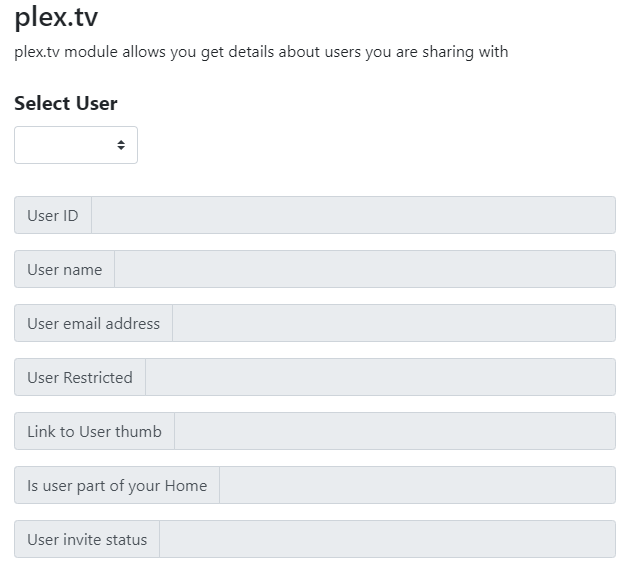 plex.tv
plex.tv module allows you get details about users you are sharing with
Select User
User ID
User name
User email address
User Restricted
Link to User thumb
Is user part of your Home
User invite status